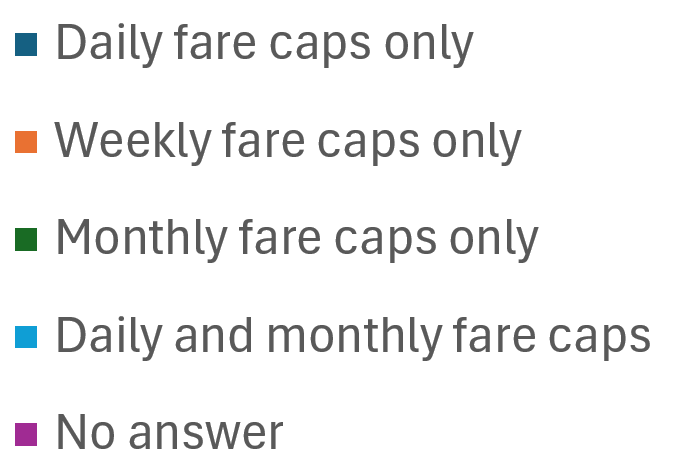 Daily fare caps only
Weekly fare caps only
Monthly fare caps only
Daily and monthly fare caps
No answer